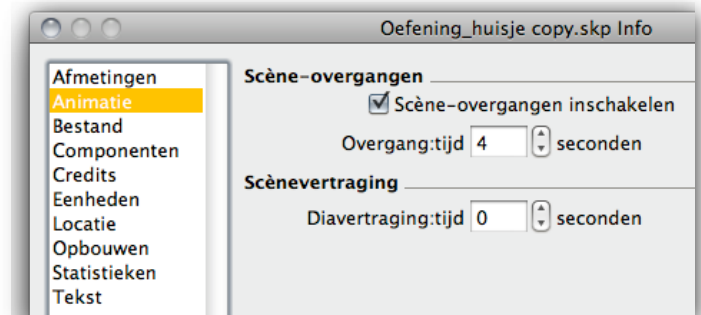 Oefening_huisje copy.skp Info
Afmetingen
Animatie
Bestand
Componenten
Credits
Eenheden
Locatie
Opbouwen
Statistieken
Tekst
Scène-overgangen
Scène-overgangen inschakelen
Overgang:tijd 4 seconden
Scènevertraging
Diavertraging:tijd 0 seconden